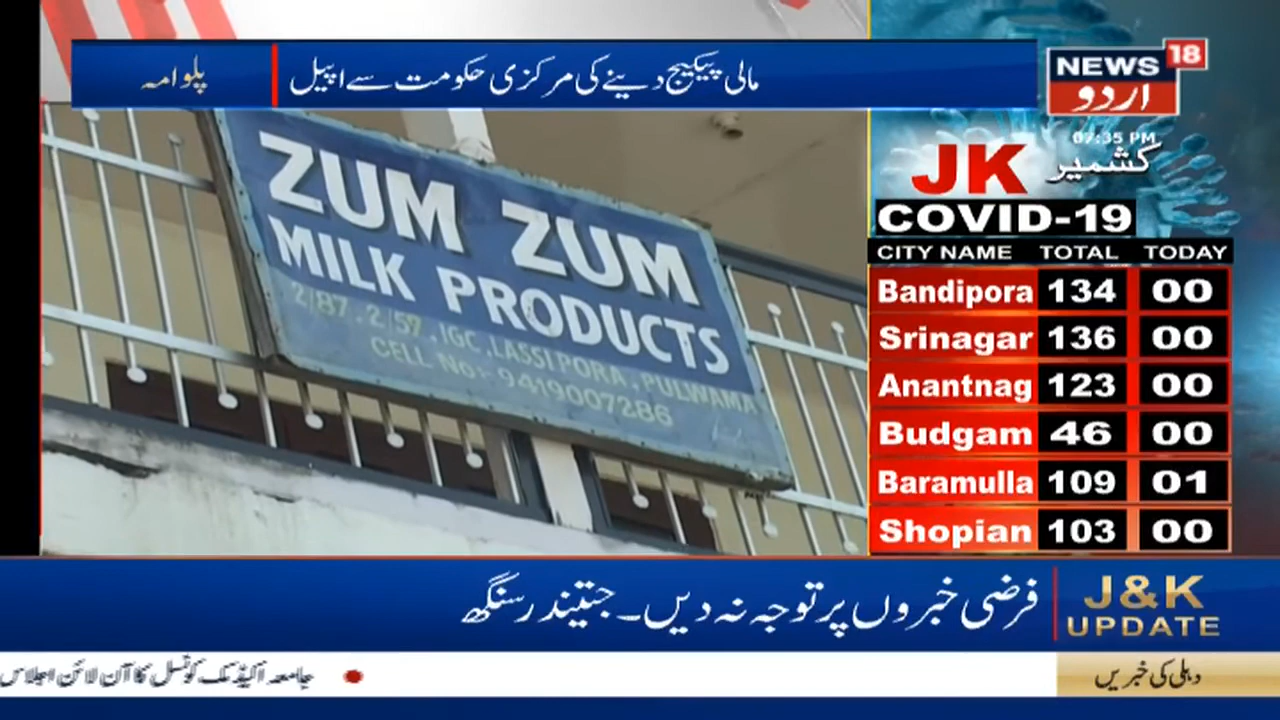 پلوامہ
مالی پیکیج دینے کی مرکزی حکومت سے اپیل
NEWS 18
اردو
07:35 PM
JK کشمیر
COVID-19
CITY NAME TOTAL TODAY
Bandipora 134 00
Srinagar 136 00
Anantnag 123 00
Budgam 46 00
Baramulla 109 01
Shopian 103 00
ZUM ZUM
MILK PRODUCTS
2/87 . 2/57 . IGC . LASSIPORA . PULWAMA
CELL No:- 9419007286
فرضی خبروں پر توجہ نہ دیں۔ جتیندر سنگھ
J&K
UPDATE
جامعہ اکیڈمک کونسل کا آن لائن اجلاس
دہلی کی خبریں